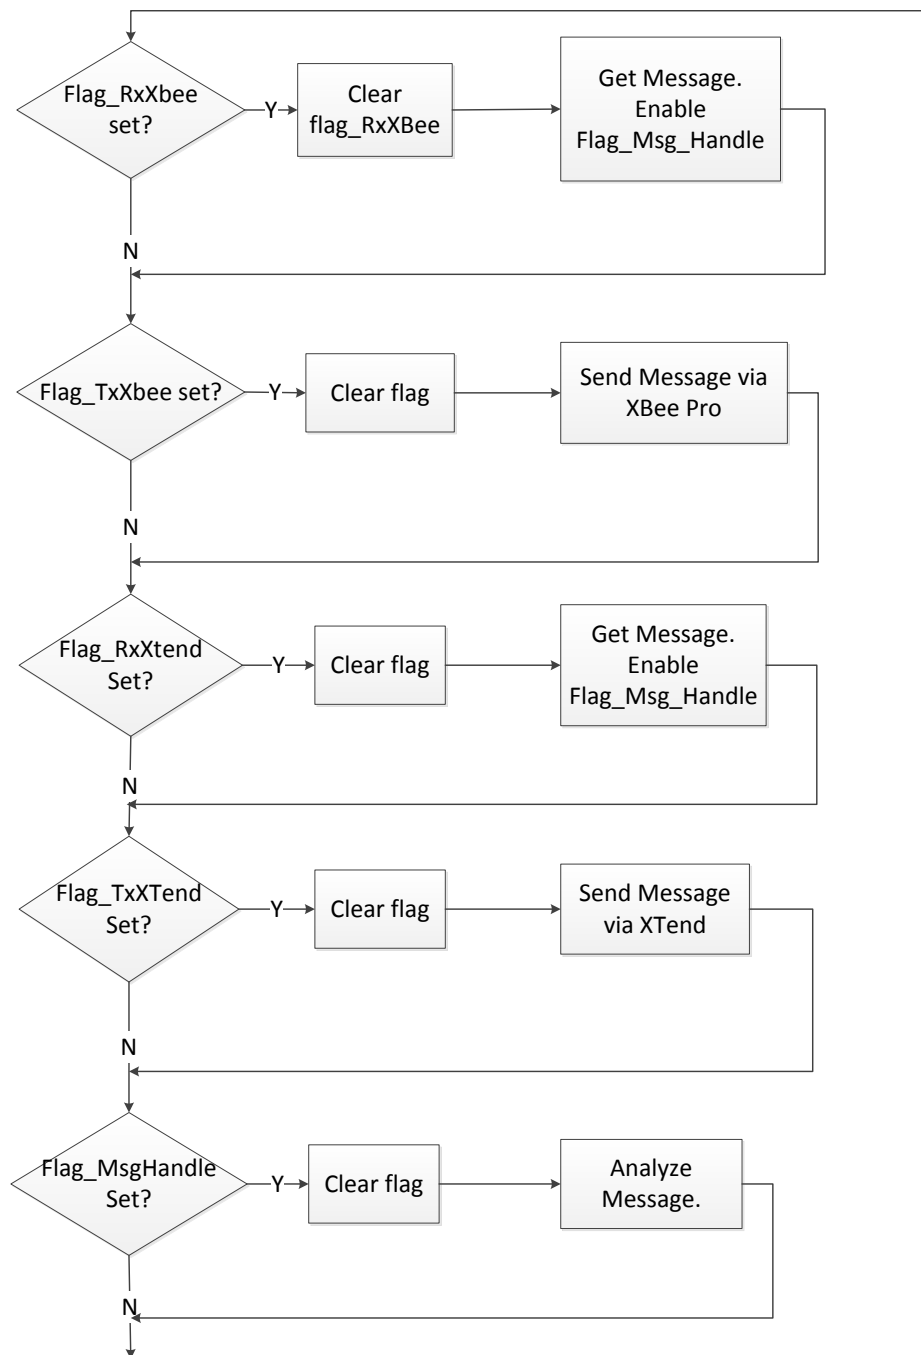 Flag_RxXbee
set?
Y
Clear
flag_RxXBee
Get Message.
Enable
Flag_Msg_Handle
N
Flag_TxXbee set?
Y
Clear flag
Send Message via
XBee Pro
N
Flag_RxXtend
Set?
Y
Clear flag
Get Message.
Enable
Flag_Msg_Handle
N
Flag_TxXTend
Set?
Y
Clear flag
Send Message
via XTend
N
Flag_MsgHandle
Set?
Y
Clear flag
Analyze
Message.
N